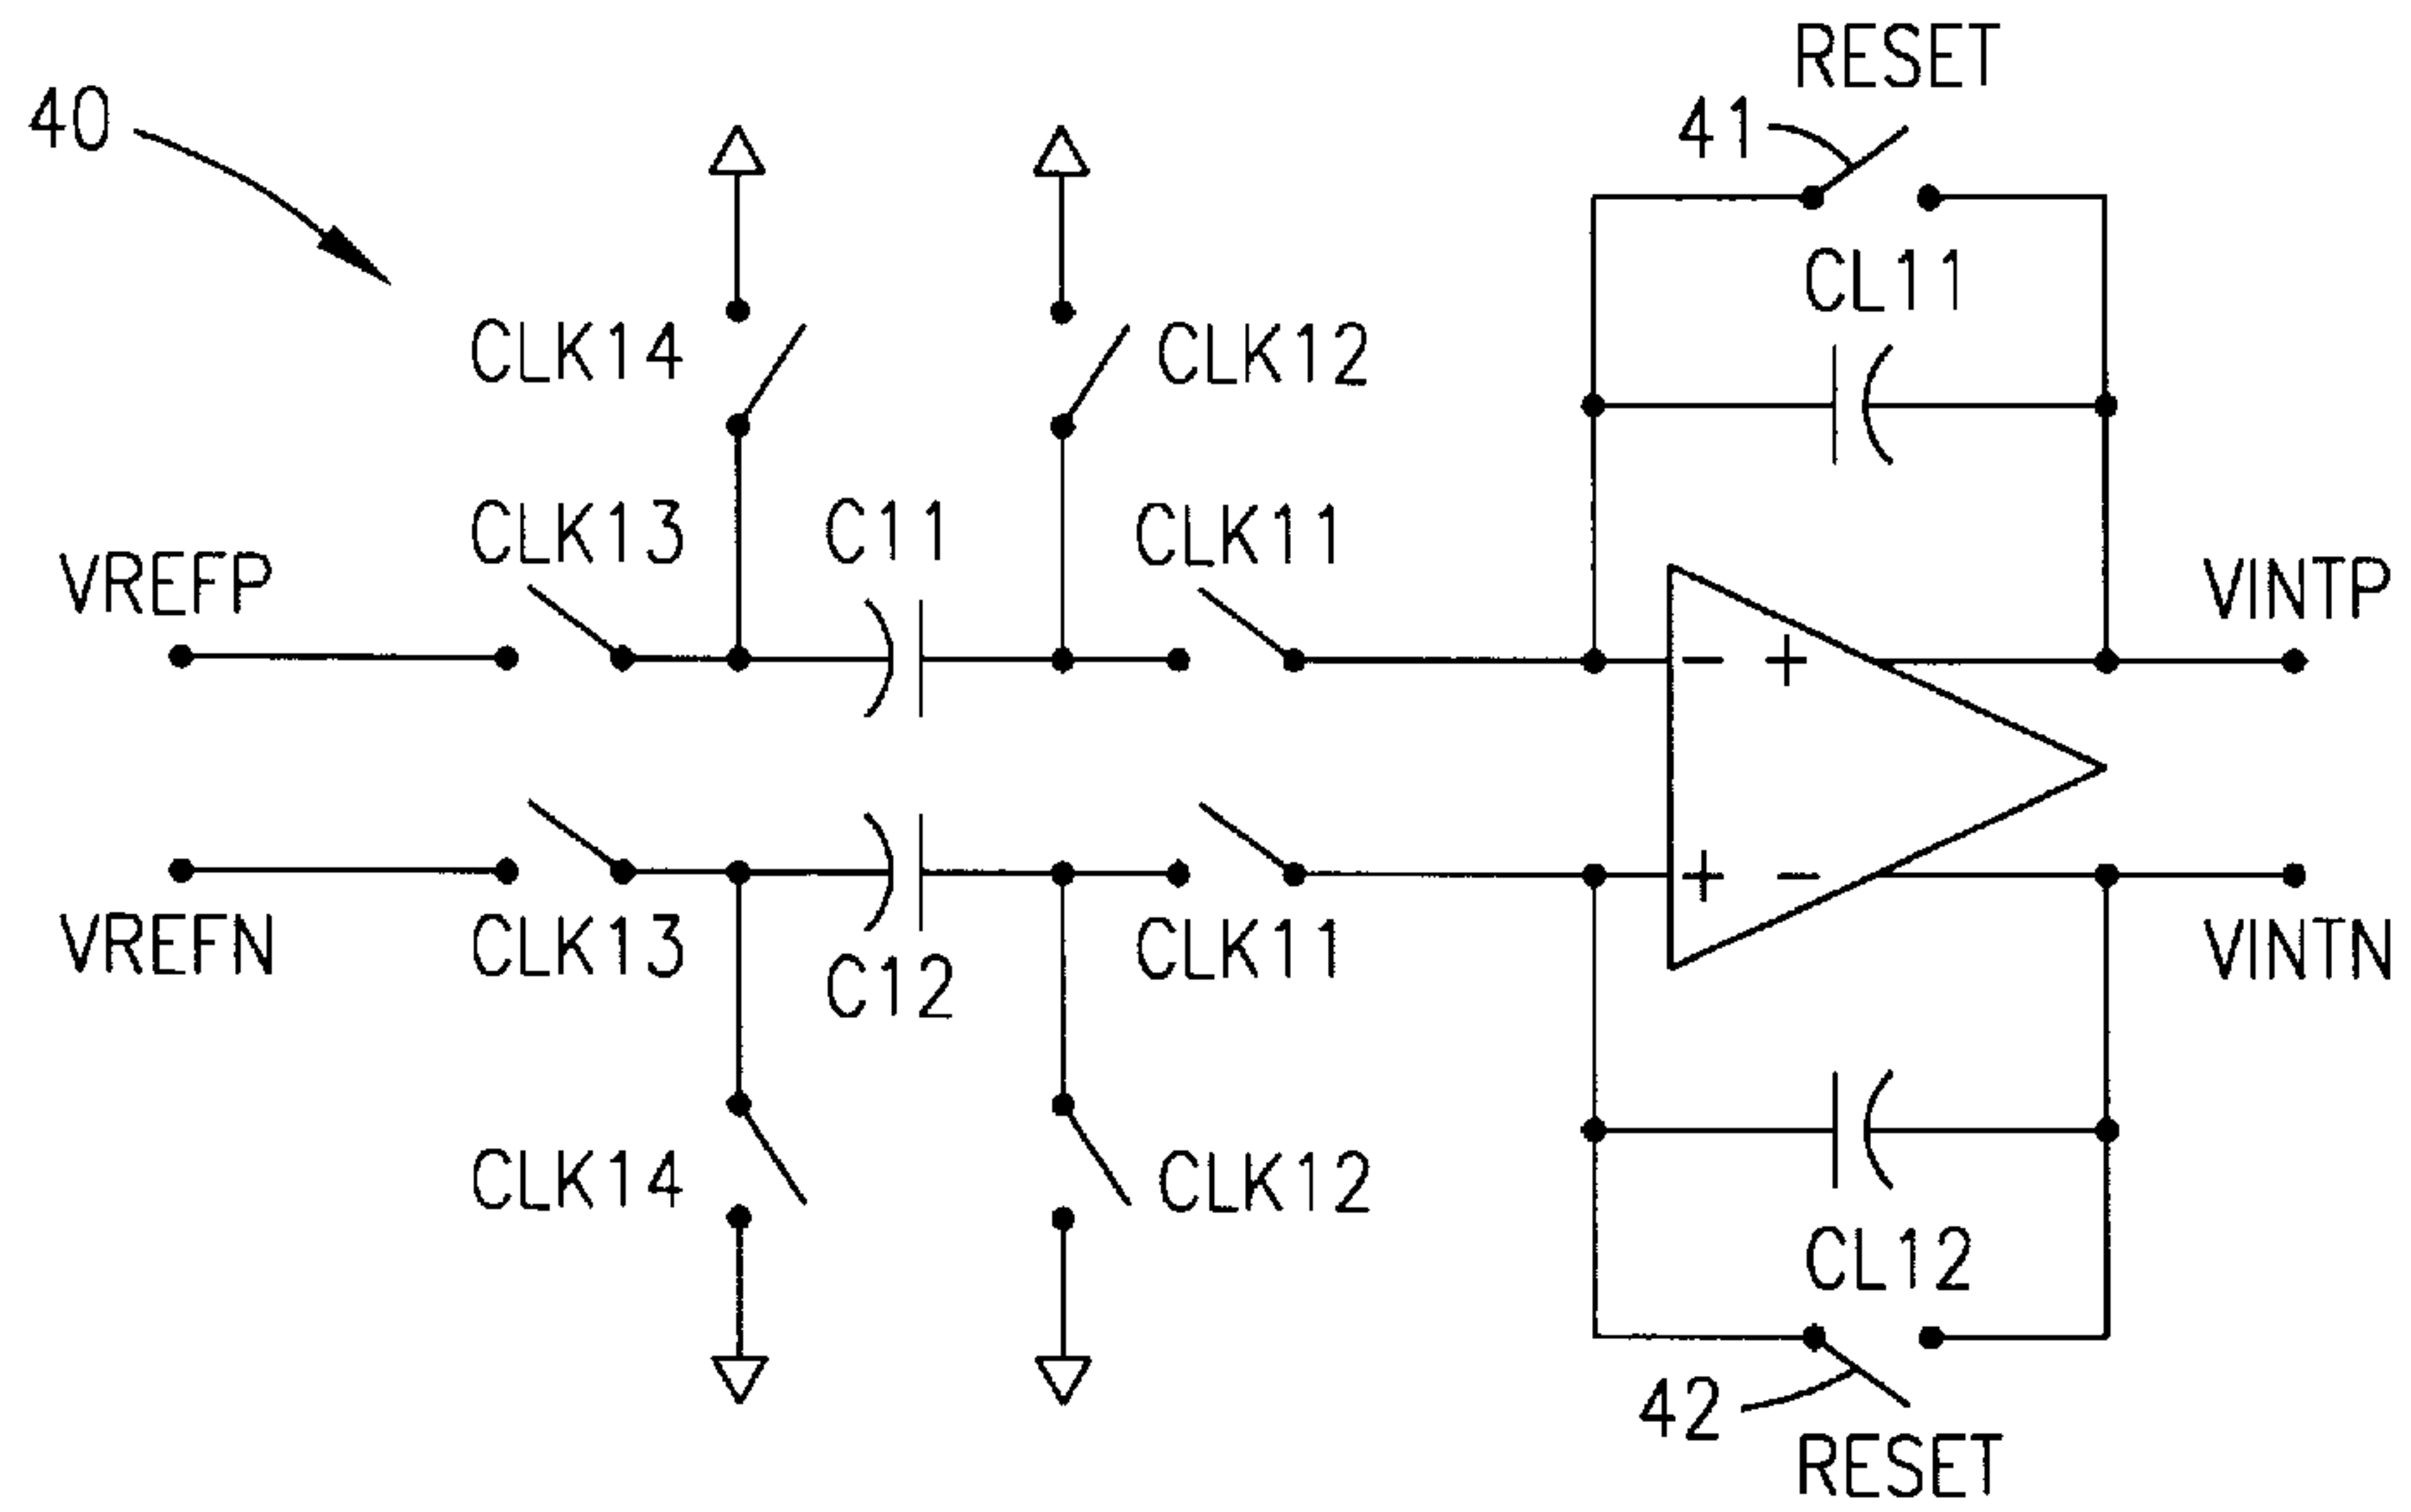 RESET
40
41
CL11
CLK14
CLK12
CLK13
C11
CLK11
VREFP
VINTP
- +
+ -
VREFN
CLK13
C12
CLK11
VINTN
CLK14
CLK12
CL12
42
RESET